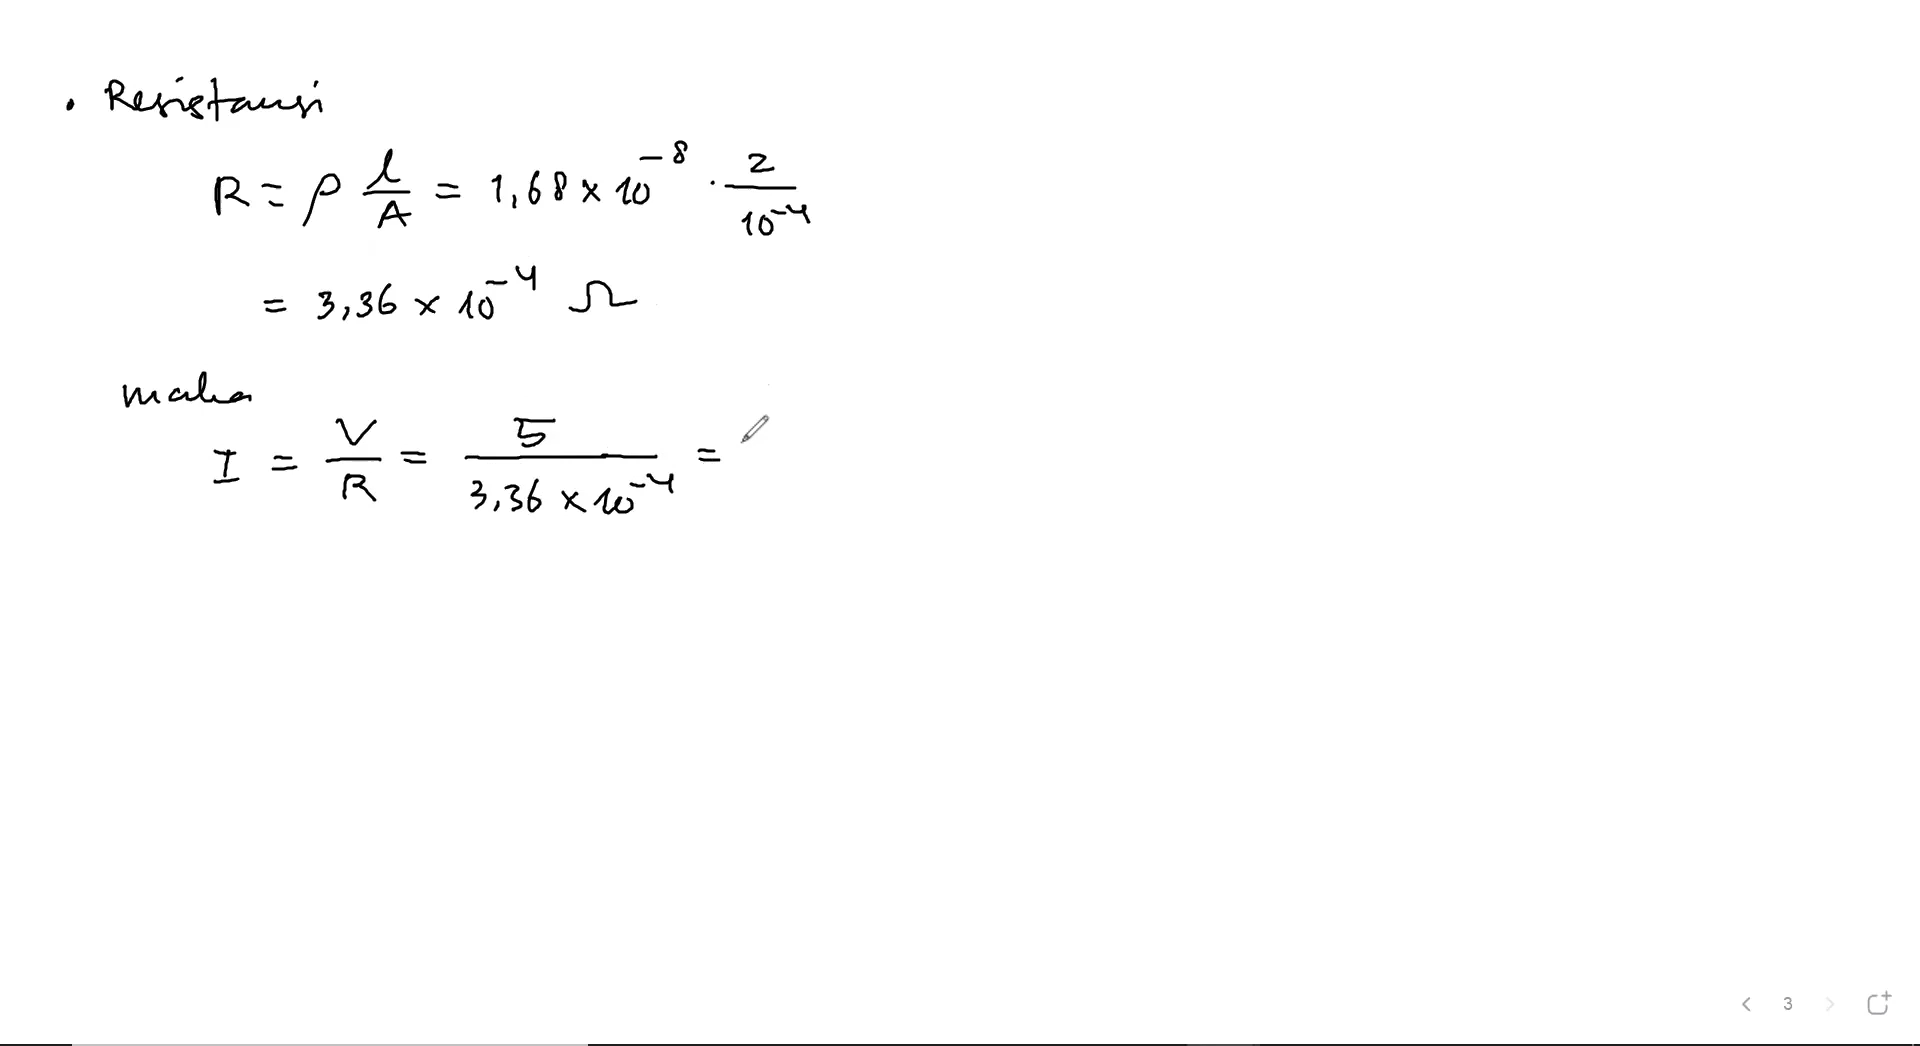 • Resistansi
R = ρ l/A = 1,68 × 10⁻⁸ · 2/10⁻⁴
= 3,36 × 10⁻⁴ Ω
maka
I = V/R = 5/(3,36 × 10⁻⁴) =
< 3 >